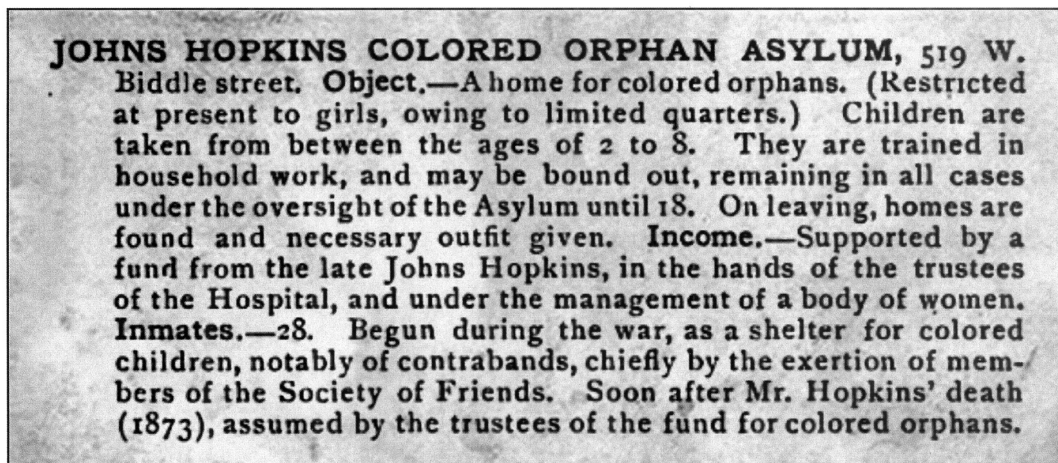 JOHNS HOPKINS COLORED ORPHAN ASYLUM, 519 W.
Biddle street. Object.—A home for colored orphans. (Restricted
at present to girls, owing to limited quarters.) Children are
taken from between the ages of 2 to 8. They are trained in
household work, and may be bound out, remaining in all cases
under the oversight of the Asylum until 18. On leaving, homes are
found and necessary outfit given. Income.—Supported by a
fund from the late Johns Hopkins, in the hands of the trustees
of the Hospital, and under the management of a body of women.
Inmates.—28. Begun during the war, as a shelter for colored
children, notably of contrabands, chiefly by the exertion of mem-
bers of the Society of Friends. Soon after Mr. Hopkins' death
(1873), assumed by the trustees of the fund for colored orphans.